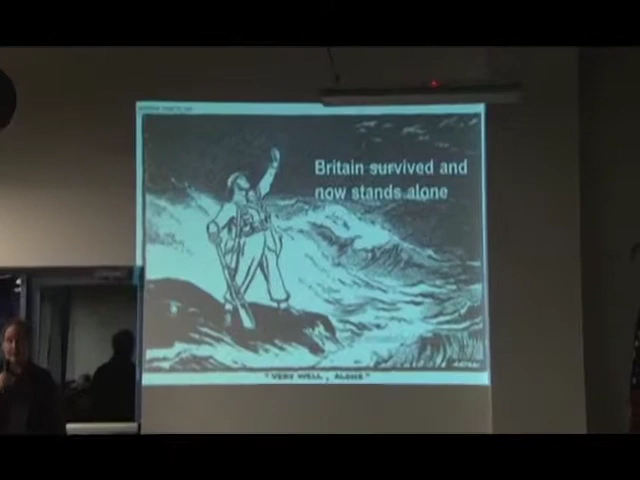 Britain survived and
now stands alone
"VERY WELL, ALONE"